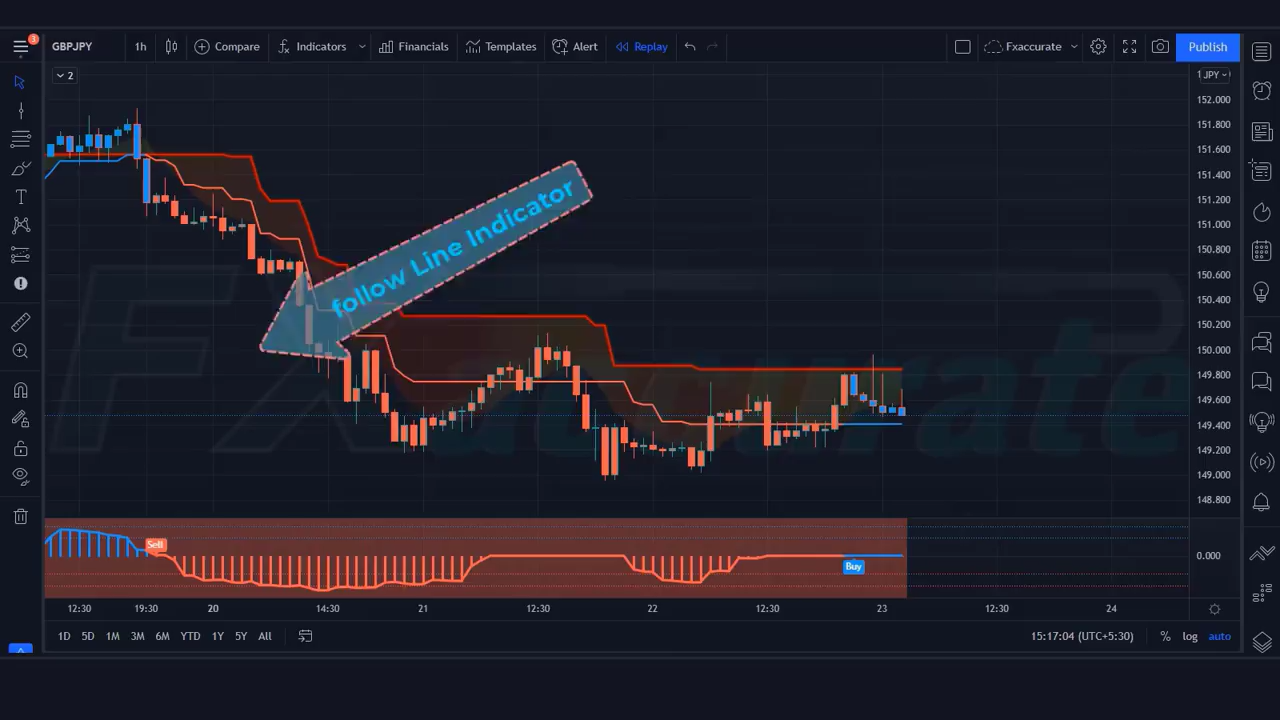 3
GBPJPY
1h
Compare
Indicators
Financials
Templates
Alert
Replay
Fxaccurate
Publish
2
1 JPY
152.000
151.800
151.600
151.400
151.200
151.000
150.800
150.600
150.400
150.200
150.000
149.800
149.600
149.400
149.200
149.000
148.800
follow Line Indicator
FXaccurate
Sell
Buy
0.000
12:30
19:30
20
14:30
21
12:30
22
12:30
23
12:30
24
1D
5D
1M
3M
6M
YTD
1Y
5Y
All
15:17:04 (UTC+5:30)
%
log
auto